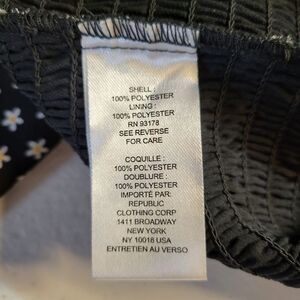 SHELL :
100% POLYESTER
LINING :
100% POLYESTER
RN 93178
SEE REVERSE
FOR CARE
COQUILLE :
100% POLYESTER
DOUBLURE :
100% POLYESTER
IMPORTÉ PAR:
REPUBLIC
CLOTHING CORP
1411 BROADWAY
NEW YORK
NY 10018 USA
ENTRETIEN AU VERSO